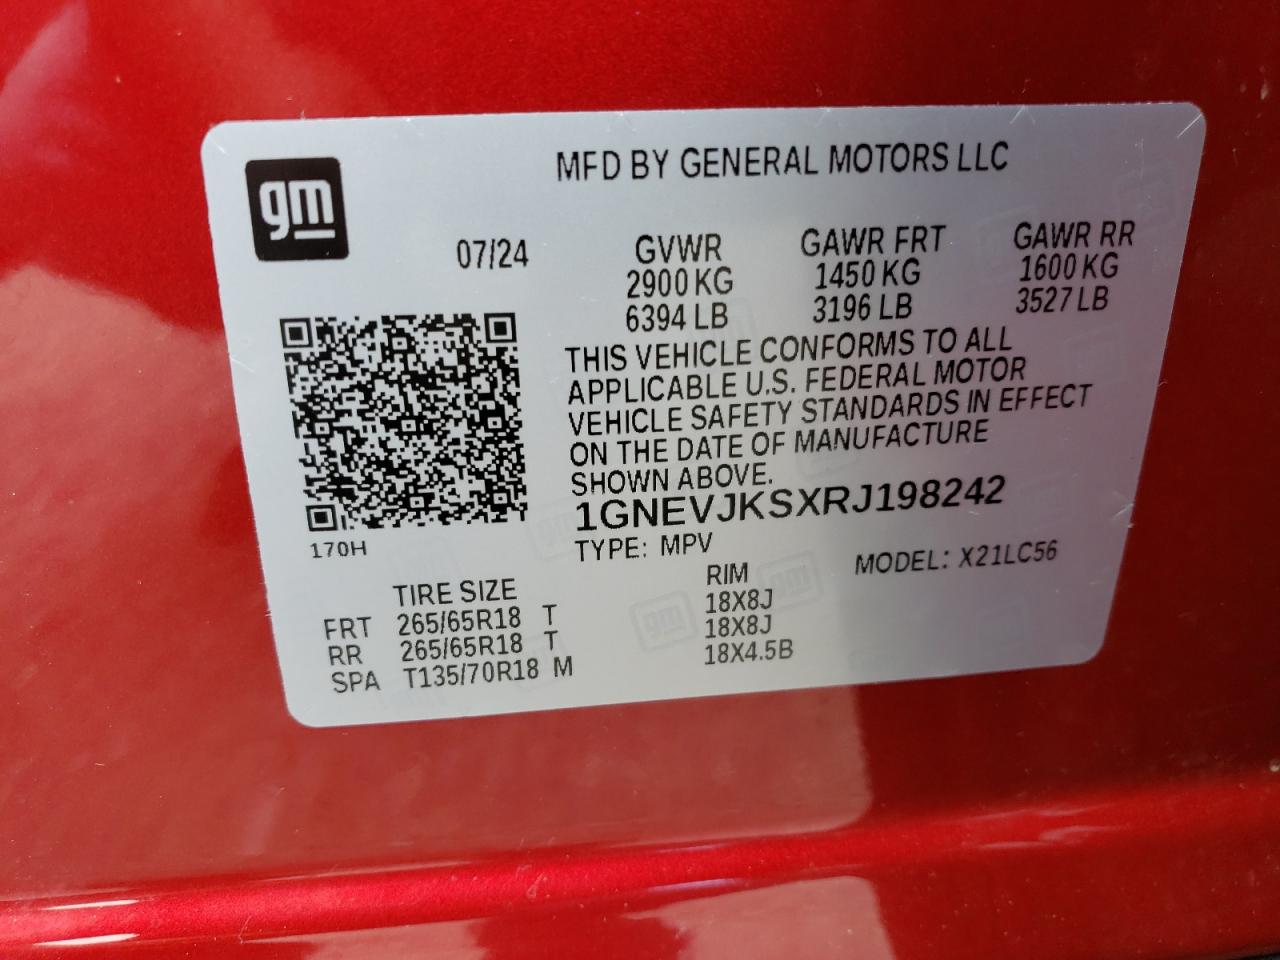 gm
MFD BY GENERAL MOTORS LLC
07/24 GVWR GAWR FRT GAWR RR
2900 KG 1450 KG 1600 KG
6394 LB 3196 LB 3527 LB
THIS VEHICLE CONFORMS TO ALL
APPLICABLE U.S. FEDERAL MOTOR
VEHICLE SAFETY STANDARDS IN EFFECT
ON THE DATE OF MANUFACTURE
SHOWN ABOVE.
1GNEVJKSXRJ198242
170H
TYPE: MPV MODEL: X21LC56
TIRE SIZE RIM
FRT 265/65R18 T 18X8J
RR 265/65R18 T 18X8J
SPA T135/70R18 M 18X4.5B